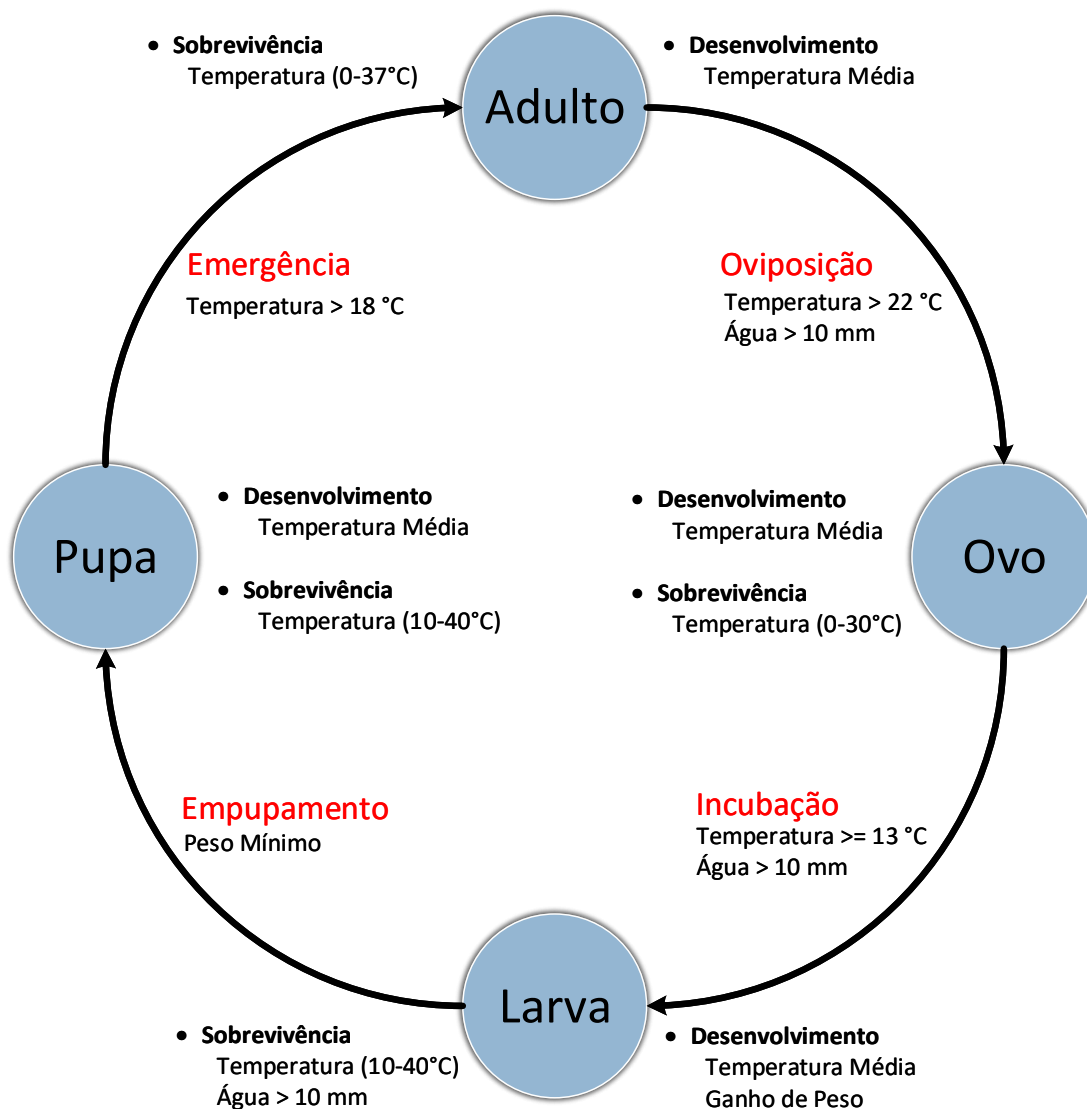 • Sobrevivência
Temperatura (0-37°C)
• Desenvolvimento
Temperatura Média
Adulto
Emergência
Temperatura > 18 °C
Oviposição
Temperatura > 22 °C
Água > 10 mm
Pupa
• Desenvolvimento
Temperatura Média
• Sobrevivência
Temperatura (10-40°C)
• Desenvolvimento
Temperatura Média
• Sobrevivência
Temperatura (0-30°C)
Ovo
Empupamento
Peso Mínimo
Incubação
Temperatura >= 13 °C
Água > 10 mm
Larva
• Sobrevivência
Temperatura (10-40°C)
Água > 10 mm
• Desenvolvimento
Temperatura Média
Ganho de Peso